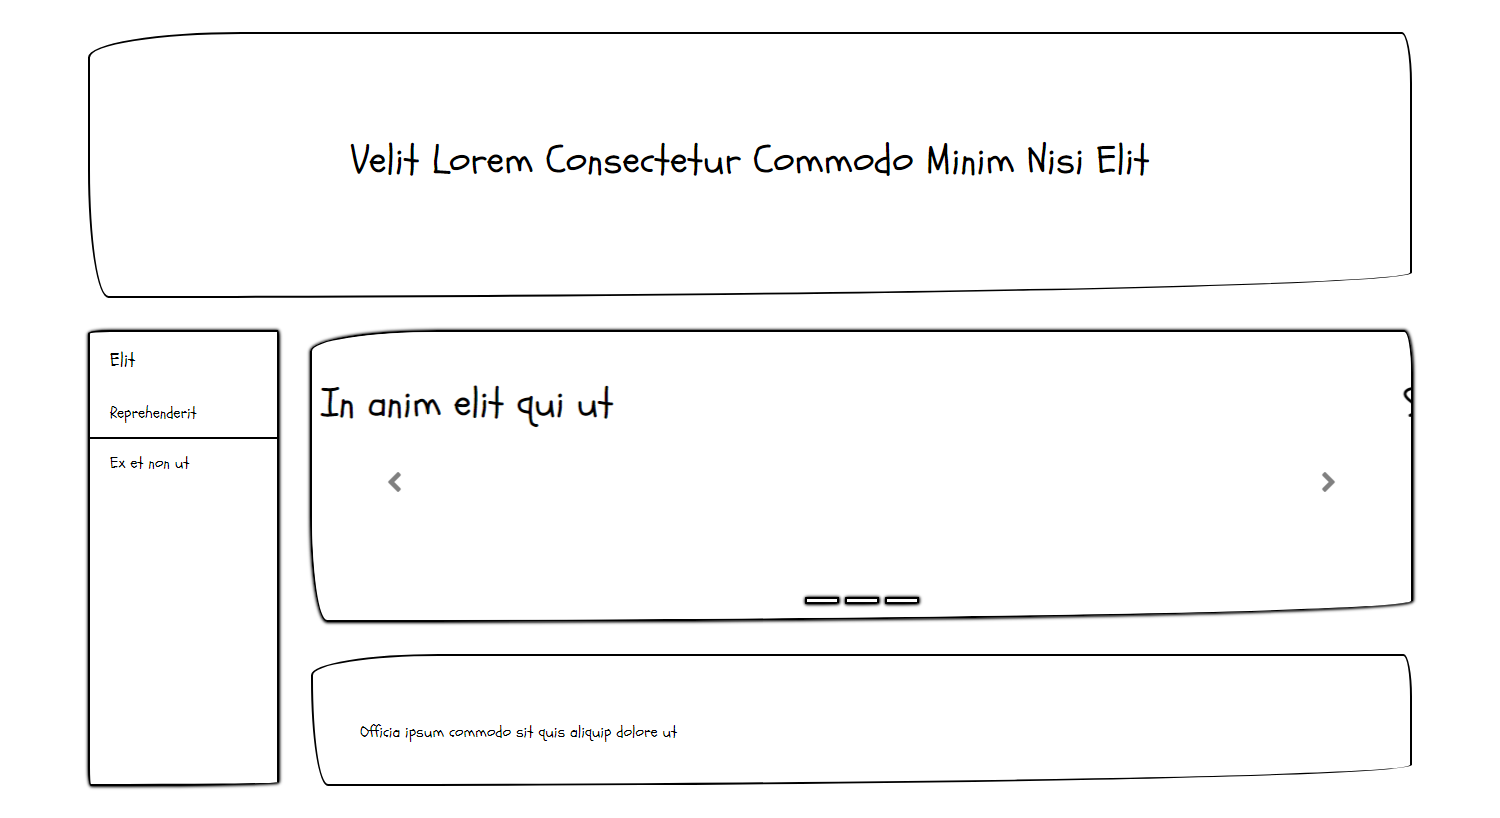 Velit Lorem Consectetur Commodo Minim Nisi Elit
Elit
Reprehenderit
Ex et non ut
In anim elit qui ut
Officia ipsum commodo sit quis aliquip dolore ut